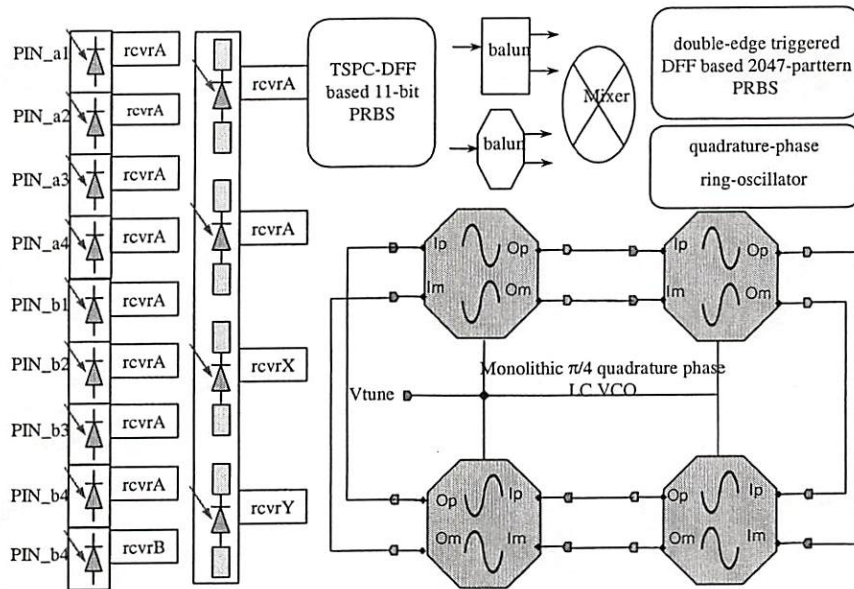 PIN_a1
rcvrA
PIN_a2
rcvrA
PIN_a3
rcvrA
PIN_a4
rcvrA
PIN_b1
rcvrA
PIN_b2
rcvrA
PIN_b3
rcvrA
PIN_b4
rcvrA
PIN_b4
rcvrB
rcvrA
rcvrA
rcvrX
rcvrY
TSPC-DFF
based 11-bit
PRBS
balun
balun
Mixer
double-edge triggered
DFF based 2047-parttern
PRBS
quadrature-phase
ring-oscillator
Ip
Op
Im
Om
Ip
Op
Im
Om
Monolithic π/4 quadrature phase
LC VCO
Vtune
Op
Ip
Om
Im
Op
Ip
Om
Im